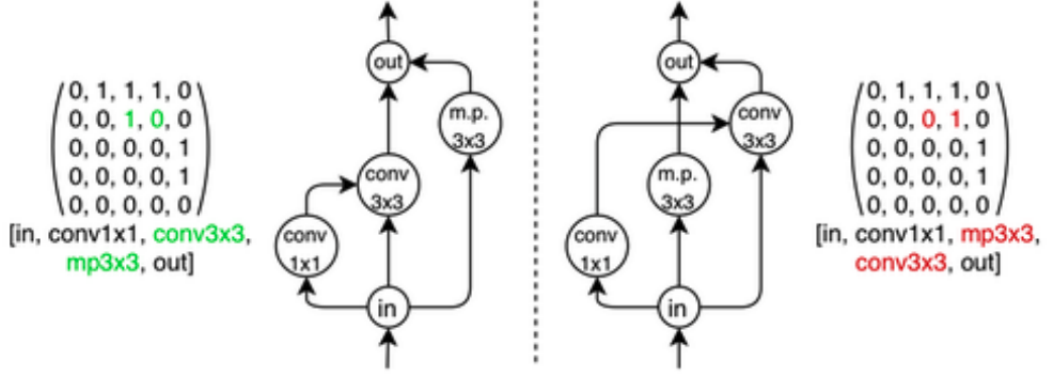 0, 1, 1, 1, 0
0, 0, 1, 0, 0
0, 0, 0, 0, 1
0, 0, 0, 0, 1
0, 0, 0, 0, 0
[in, conv1x1, conv3x3,
mp3x3, out]
out
m.p.
3x3
conv
3x3
conv
1x1
in
out
conv
3x3
m.p.
3x3
conv
1x1
in
0, 1, 1, 1, 0
0, 0, 0, 1, 0
0, 0, 0, 0, 1
0, 0, 0, 0, 1
0, 0, 0, 0, 0
[in, conv1x1, mp3x3,
conv3x3, out]